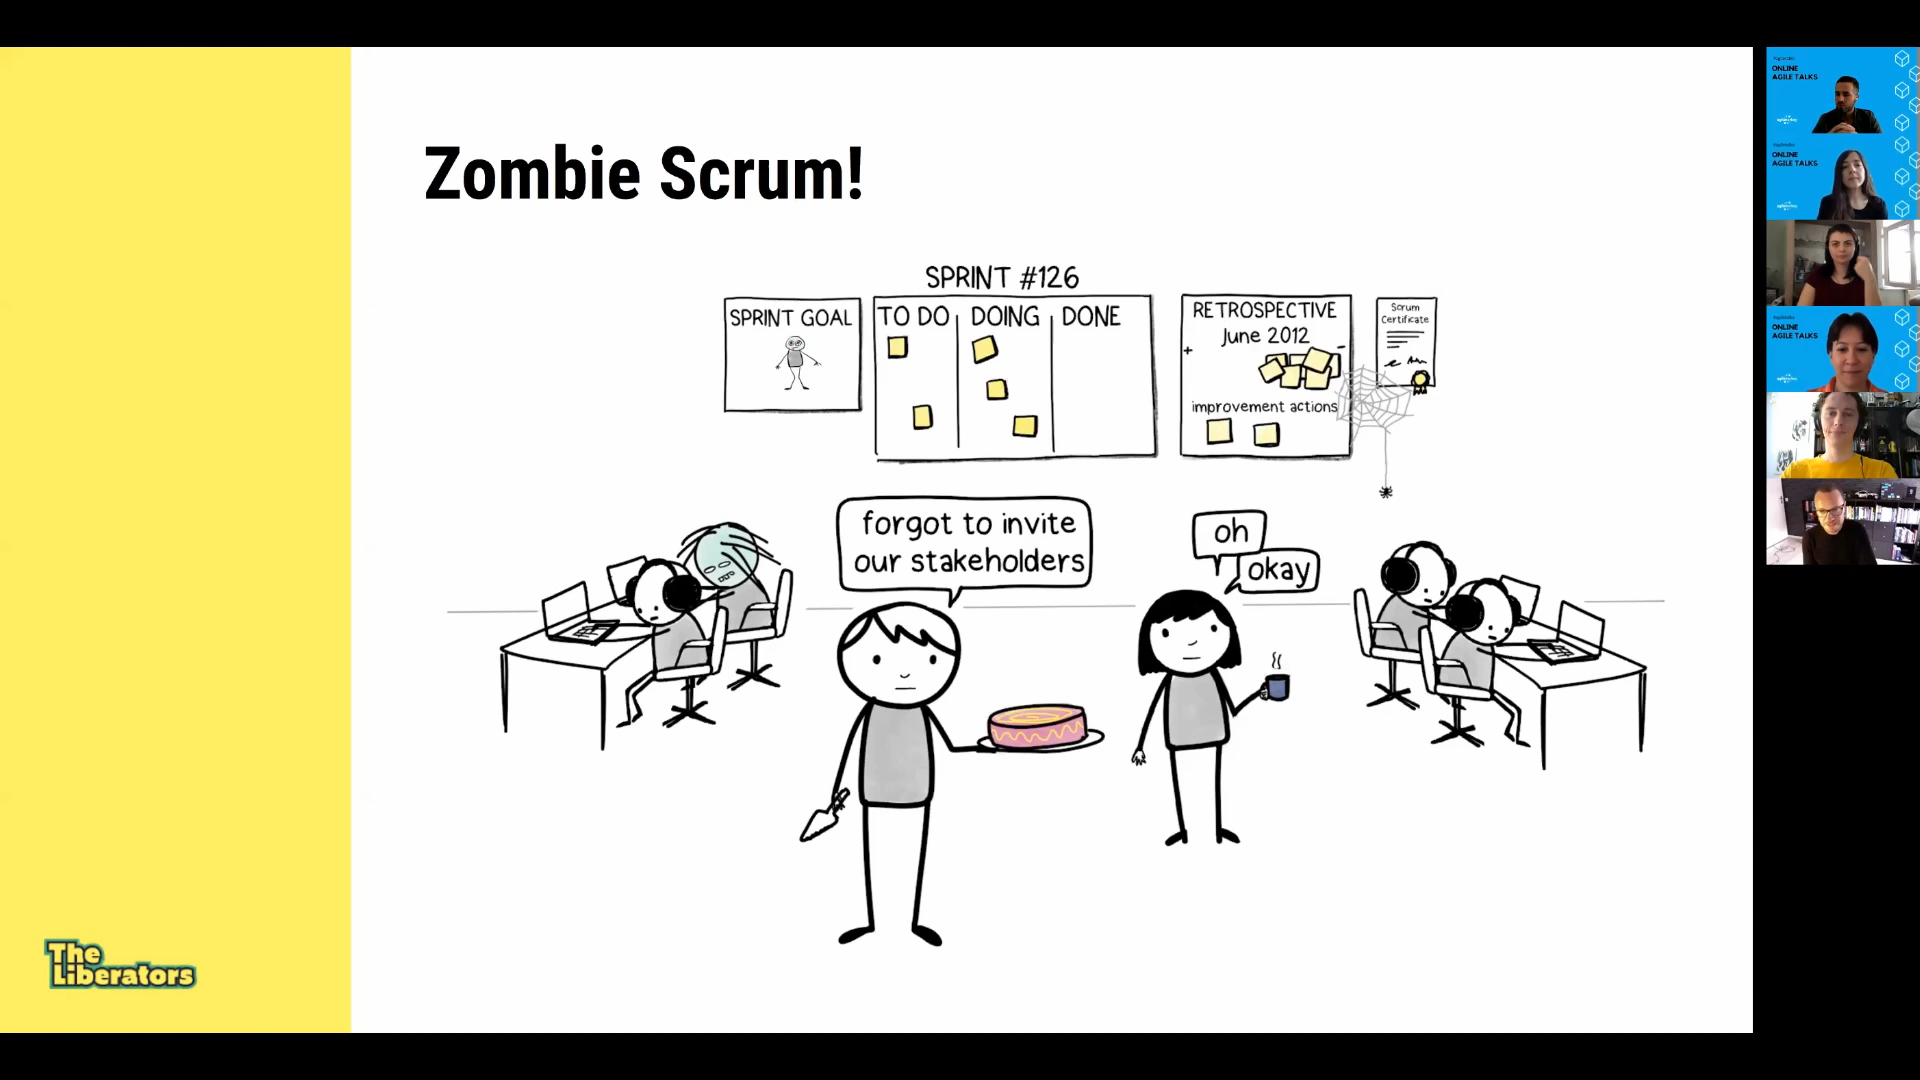 Zombie Scrum!
SPRINT #126
SPRINT GOAL
TO DO
DOING
DONE
RETROSPECTIVE
June 2012
+
-
improvement actions
Scrum
Certificate
forgot to invite
our stakeholders
oh
okay
The
Liberators
ONLINE
AGILE TALKS
ONLINE
AGILE TALKS
ONLINE
AGILE TALKS